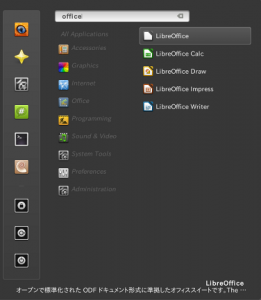 office
All Applications
Accessories
Graphics
Internet
Office
Programming
Sound & Video
System Tools
Preferences
Administration
LibreOffice
LibreOffice Calc
LibreOffice Draw
LibreOffice Impress
LibreOffice Writer
LibreOffice
オープンで標準化された ODF ドキュメント形式に準拠したオフィススイートです。The …